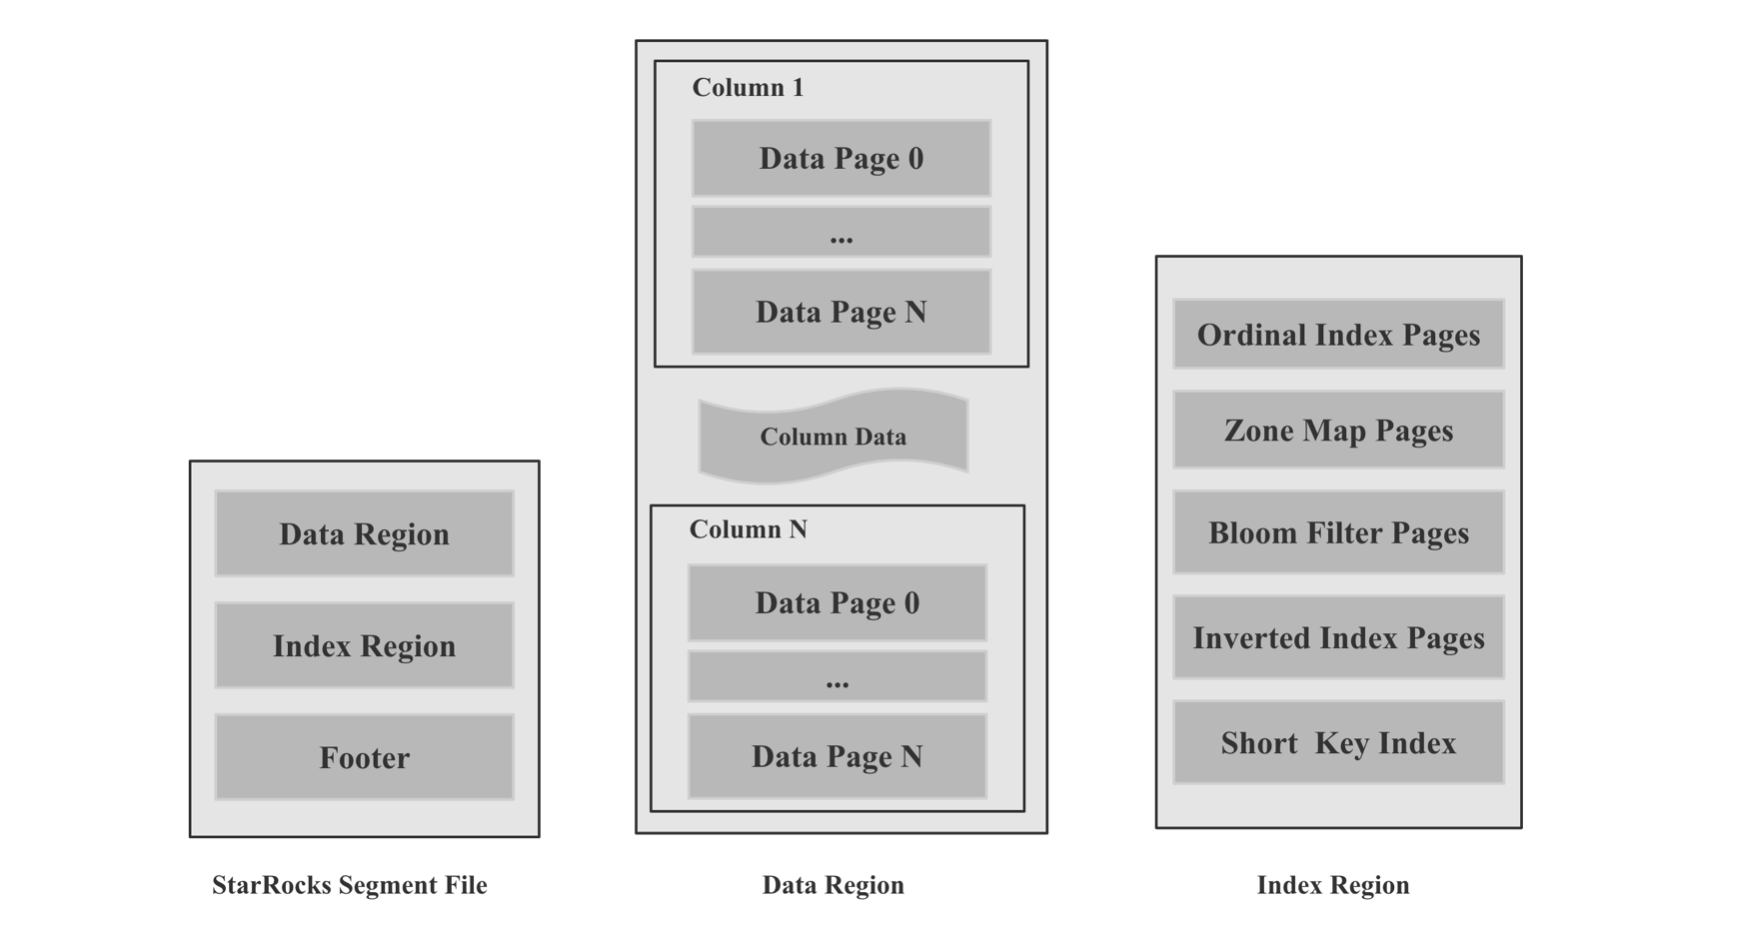 Data Region
Index Region
Footer
StarRocks Segment File
Column 1
Data Page 0
...
Data Page N
Column Data
Column N
Data Page 0
...
Data Page N
Data Region
Ordinal Index Pages
Zone Map Pages
Bloom Filter Pages
Inverted Index Pages
Short  Key Index
Index Region